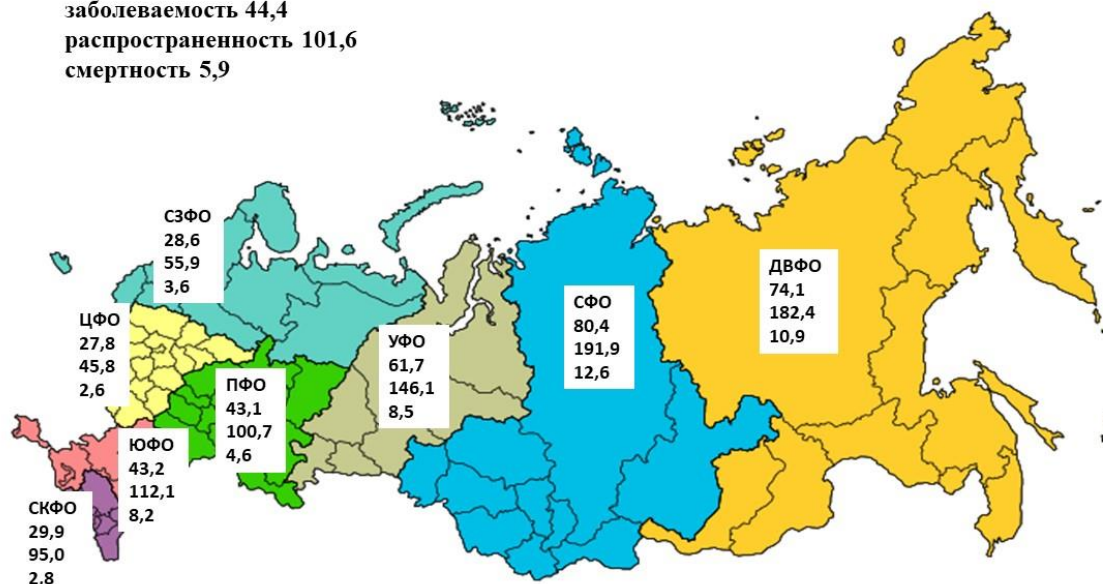 заболеваемость 44,4
распространенность 101,6
смертность 5,9
СЗФО
28,6
55,9
3,6
ЦФО
27,8
45,8
2,6
ПФО
43,1
100,7
4,6
УФО
61,7
146,1
8,5
СФО
80,4
191,9
12,6
ДВФО
74,1
182,4
10,9
ЮФО
43,2
112,1
8,2
СКФО
29,9
95,0
2,8